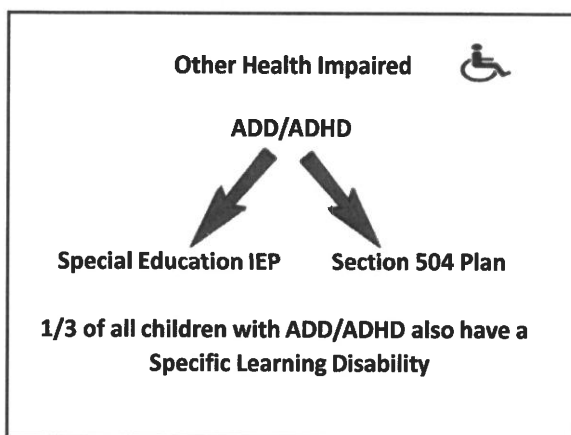 Other Health Impaired
ADD/ADHD
Special Education IEP Section 504 Plan
1/3 of all children with ADD/ADHD also have a
Specific Learning Disability